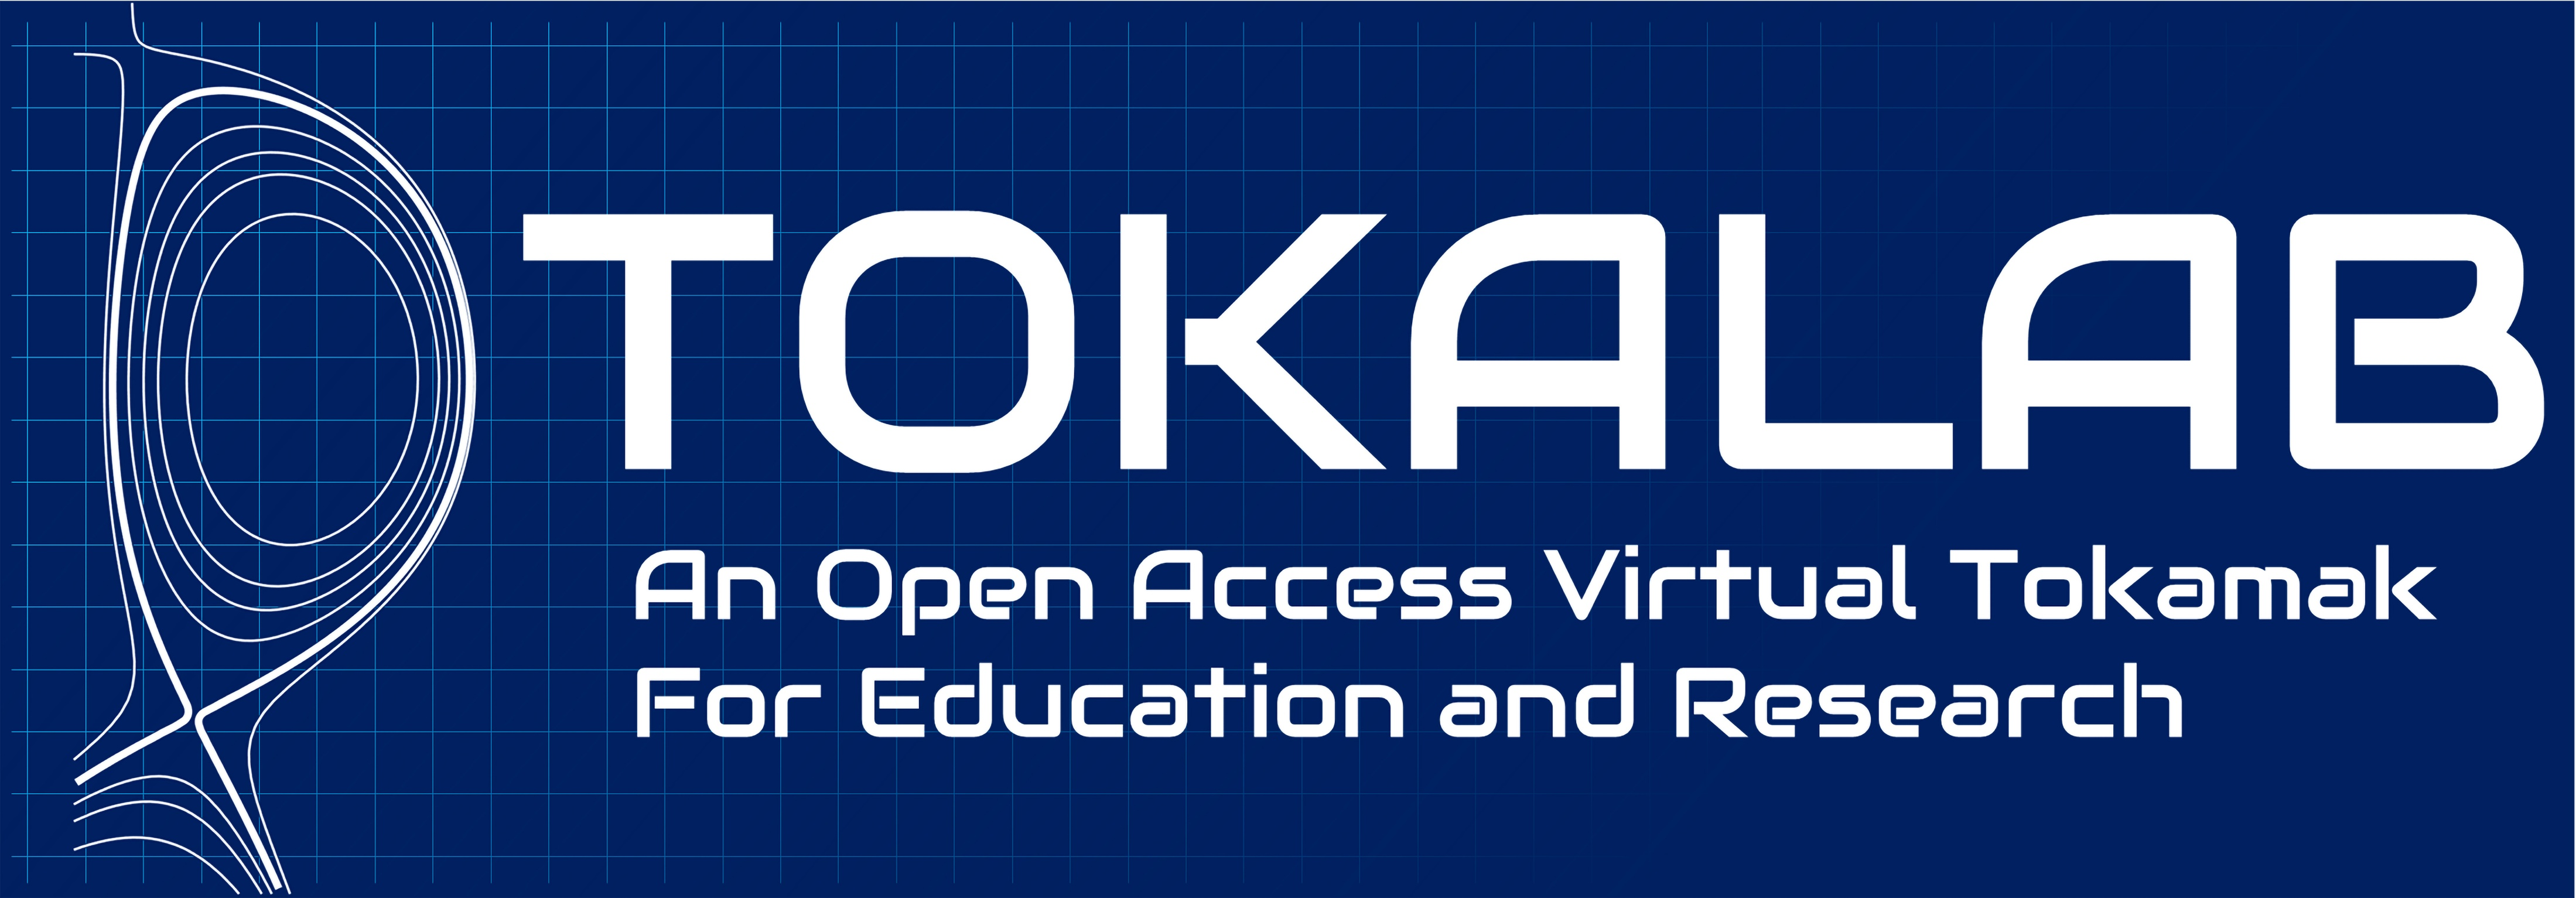 TOKALAB
An Open Access Virtual Tokamak
For Education and Research